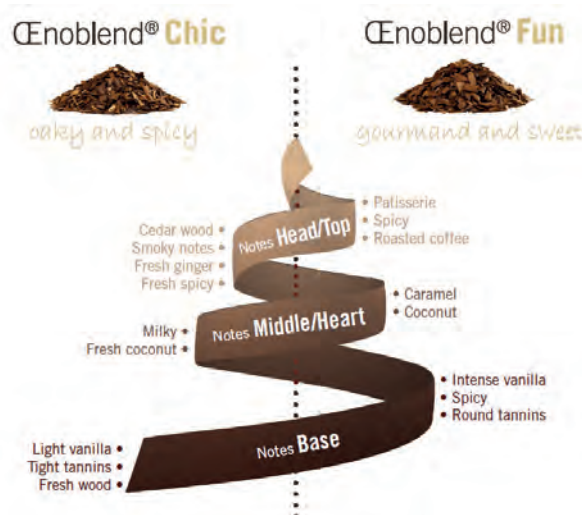 Œnoblend® Chic
oaky and spicy
Œnoblend® Fun
gourmand and sweet
Notes Head/Top
Cedar wood •
Smoky notes •
Fresh ginger •
Fresh spicy •
• Patisserie
• Spicy
• Roasted coffee
Notes Middle/Heart
Milky •
Fresh coconut •
• Caramel
• Coconut
Notes Base
Light vanilla •
Tight tannins •
Fresh wood •
• Intense vanilla
• Spicy
• Round tannins